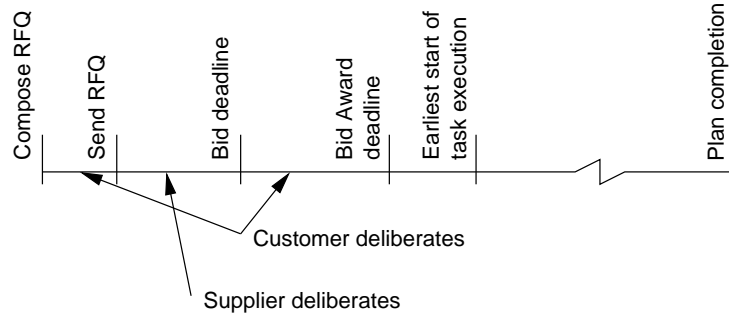 Compose RFQ
Send RFQ
Bid deadline
Bid Award
deadline
Earliest start of
task execution
Plan completion
Customer deliberates
Supplier deliberates